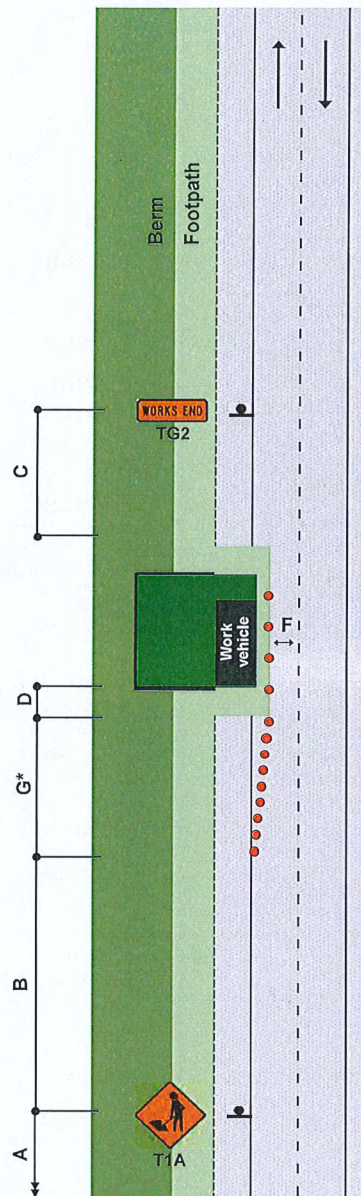 Berm
Footpath
WORKS END
TG2
C
Work
vehicle
F
D
G*
B
T1A
A